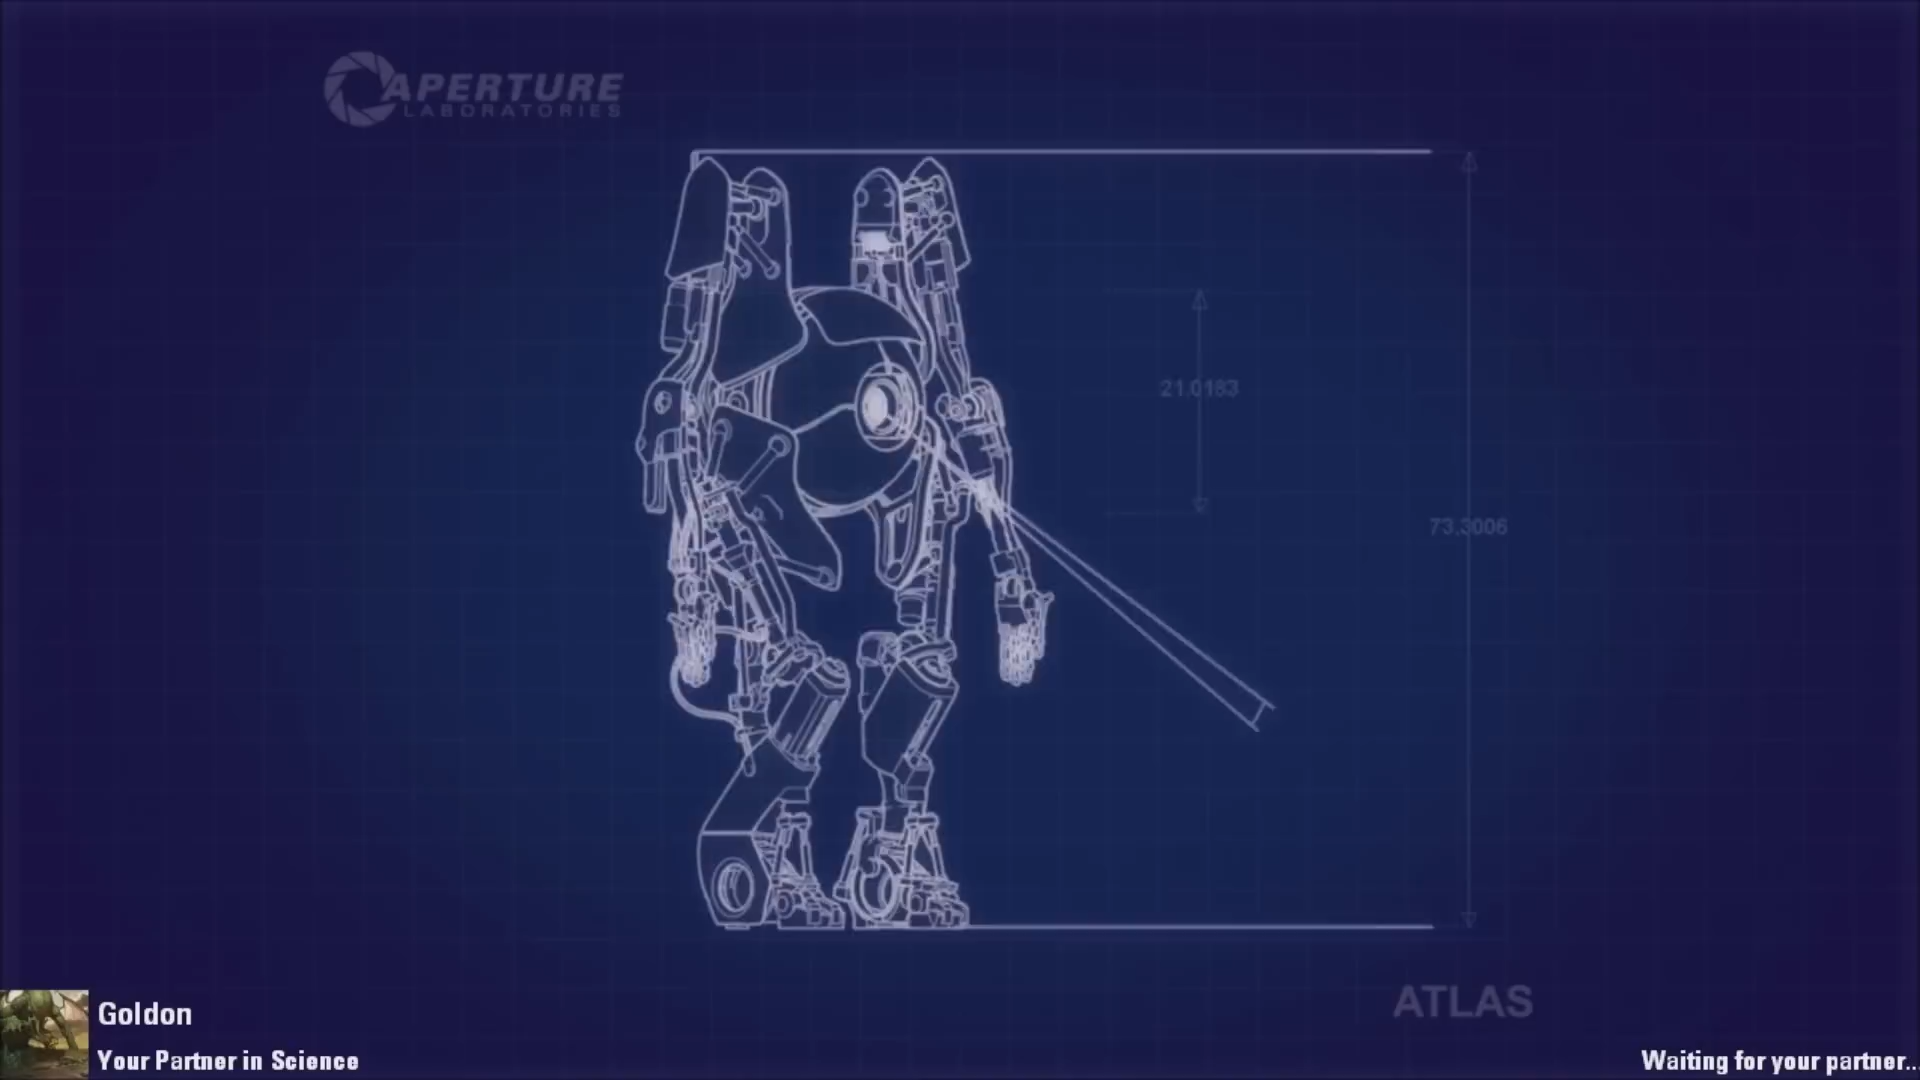 APERTURE
LABORATORIES
21.0183
73.3006
ATLAS
Goldon
Your Partner in Science
Waiting for your partner...